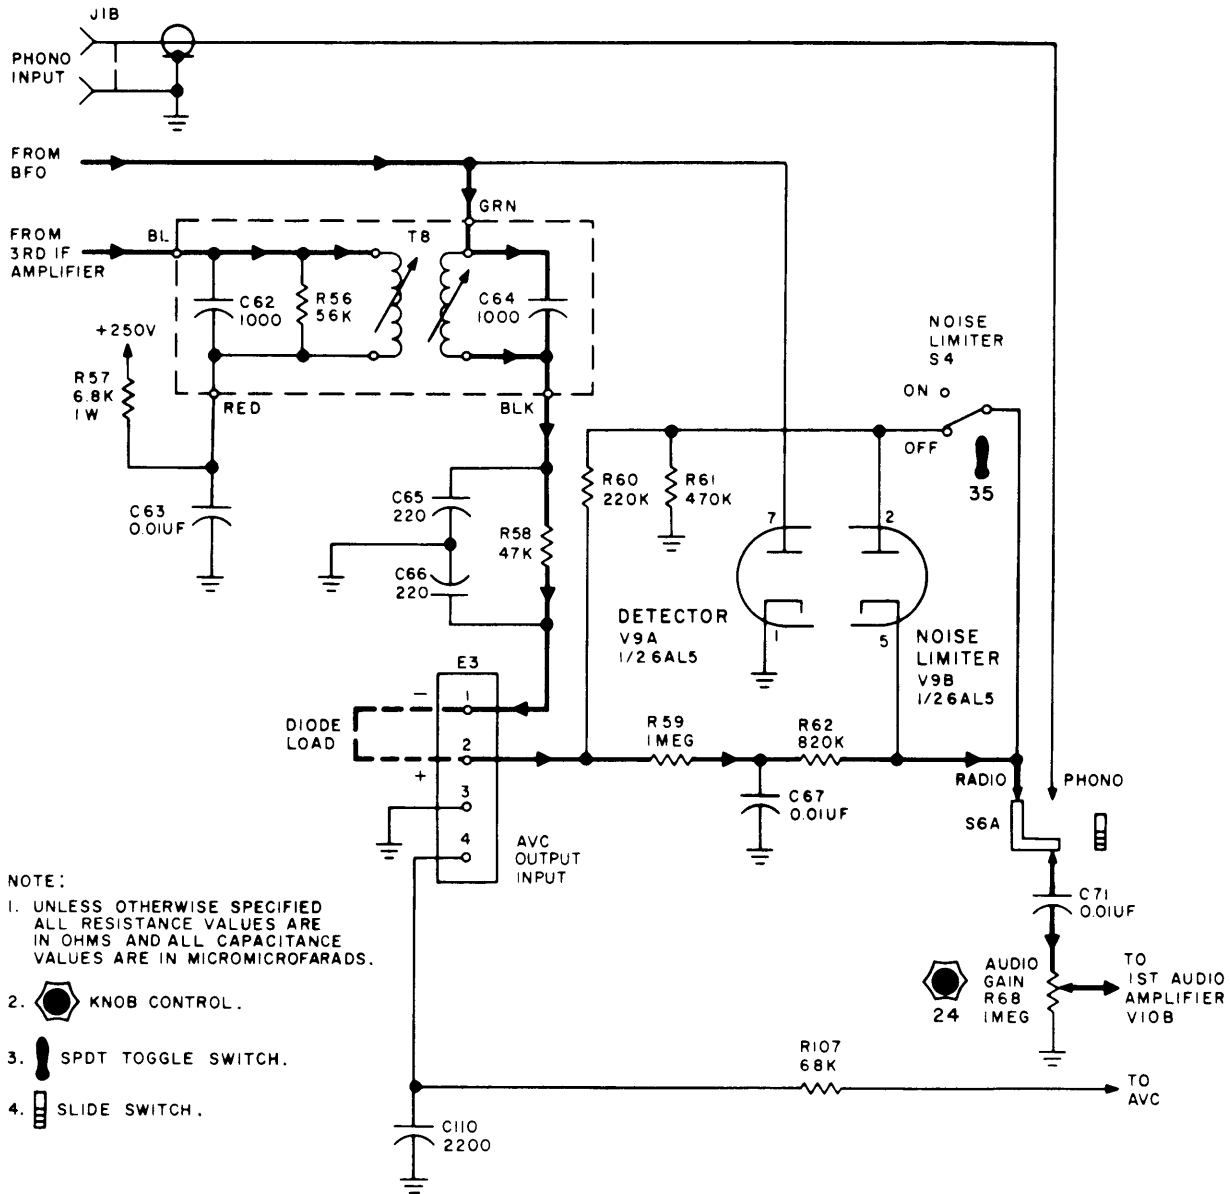 J1B
PHONO
INPUT
FROM
BFO
GRN
FROM
3RD IF
AMPLIFIER
BL
T8
C62
1000
R56
56K
C64
1000
+250V
R57
6.8K
1W
RED
BLK
NOISE
LIMITER
S4
ON
OFF
35
C63
0.01UF
C65
220
C66
220
R58
47K
R60
220K
R61
470K
7
2
1
5
DETECTOR
V9A
1/2 6AL5
NOISE
LIMITER
V9B
1/2 6AL5
E3
1
2
3
4
−
+
DIODE
LOAD
R59
1MEG
R62
820K
C67
0.01UF
RADIO
PHONO
S6A
AVC
OUTPUT
INPUT
C71
0.01UF
AUDIO
GAIN
R68
1MEG
24
TO
1ST AUDIO
AMPLIFIER
V10B
R107
68K
TO
AVC
C110
2200
NOTE:
1. UNLESS OTHERWISE SPECIFIED
ALL RESISTANCE VALUES ARE
IN OHMS AND ALL CAPACITANCE
VALUES ARE IN MICROMICROFARADS.
2. KNOB CONTROL.
3. SPDT TOGGLE SWITCH.
4. SLIDE SWITCH.